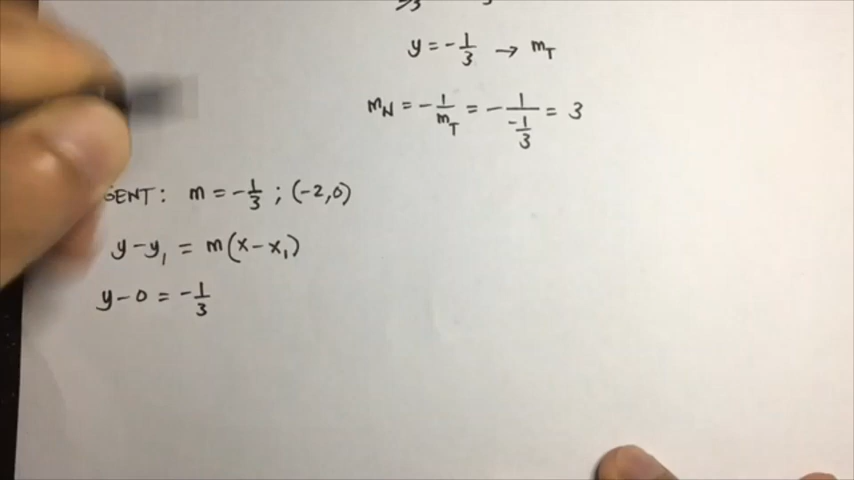 y = -1/3 → mT
mN = -1/mT = -1/(-1/3) = 3
GENT: m = -1/3 ; (-2,0)
y - y1 = m(x - x1)
y - 0 = -1/3